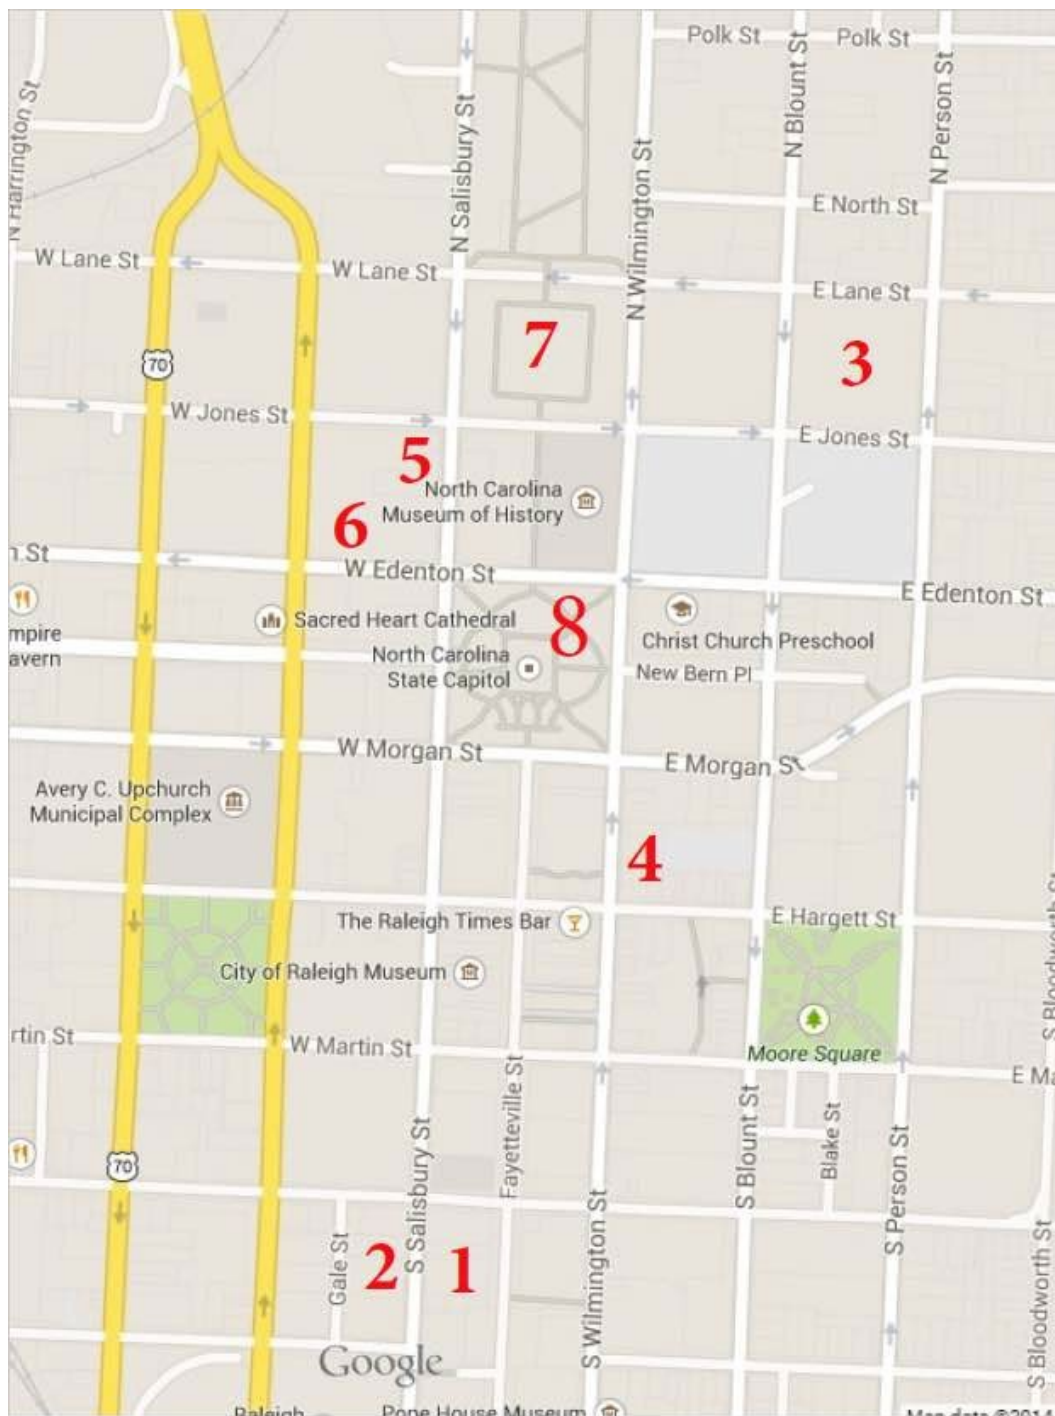 Polk St
Polk St
N Blount St
N Person St
N Harrington St
N Salisbury St
N Wilmington St
E North St
W Lane St
W Lane St
E Lane St
7
3
70
W Jones St
E Jones St
5
North Carolina
Museum of History
6
n St
W Edenton St
E Edenton St
8
Sacred Heart Cathedral
mpire
avern
Christ Church Preschool
North Carolina
State Capitol
New Bern Pl
W Morgan St
E Morgan St
Avery C. Upchurch
Municipal Complex
4
The Raleigh Times Bar
E Hargett St
S Bloodworth St
City of Raleigh Museum
rtin St
W Martin St
Moore Square
E Ma
Fayetteville St
S Salisbury St
S Blount St
Blake St
S Person St
70
S Wilmington St
Gale St
2
1
S Bloodworth St
Google
Raleigh
Pope House Museum
Map data ©2014